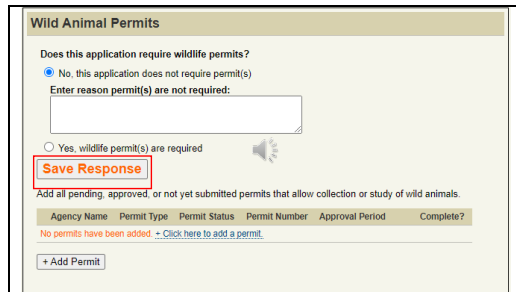 Wild Animal Permits
Does this application require wildlife permits?
No, this application does not require permit(s)
Enter reason permit(s) are not required:
Yes, wildlife permit(s) are required
Save Response
Add all pending, approved, or not yet submitted permits that allow collection or study of wild animals.
Agency Name Permit Type Permit Status Permit Number Approval Period Complete?
No permits have been added. + Click here to add a permit.
+ Add Permit